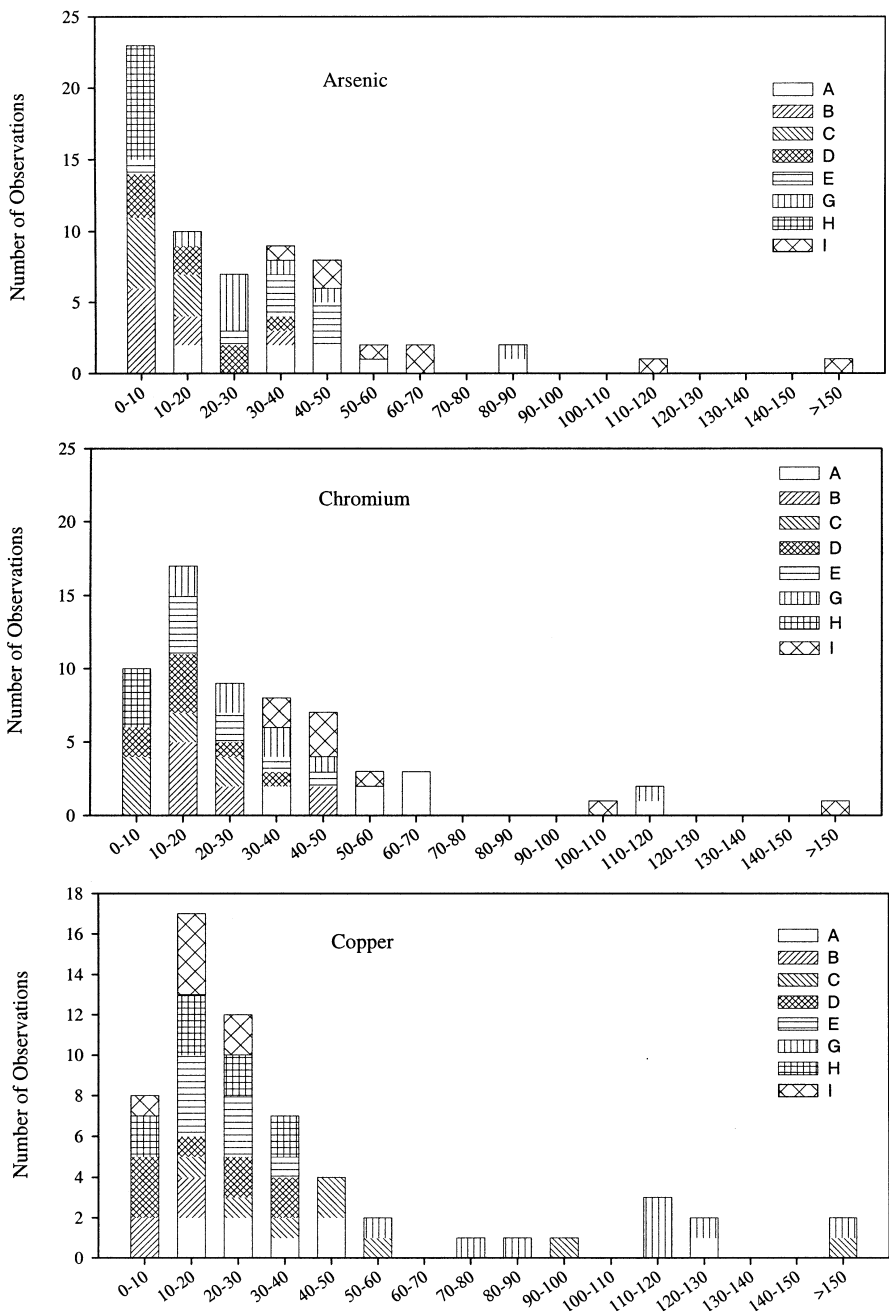 25
20
15
10
5
0
Number of Observations
Arsenic
A
B
C
D
E
G
H
I
0-10
10-20
20-30
30-40
40-50
50-60
60-70
70-80
80-90
90-100
100-110
110-120
120-130
130-140
140-150
>150
25
20
15
10
5
0
Number of Observations
Chromium
A
B
C
D
E
G
H
I
0-10
10-20
20-30
30-40
40-50
50-60
60-70
70-80
80-90
90-100
100-110
110-120
120-130
130-140
140-150
>150
18
16
14
12
10
8
6
4
2
0
Number of Observations
Copper
A
B
C
D
E
G
H
I
0-10
10-20
20-30
30-40
40-50
50-60
60-70
70-80
80-90
90-100
100-110
110-120
120-130
130-140
140-150
>150